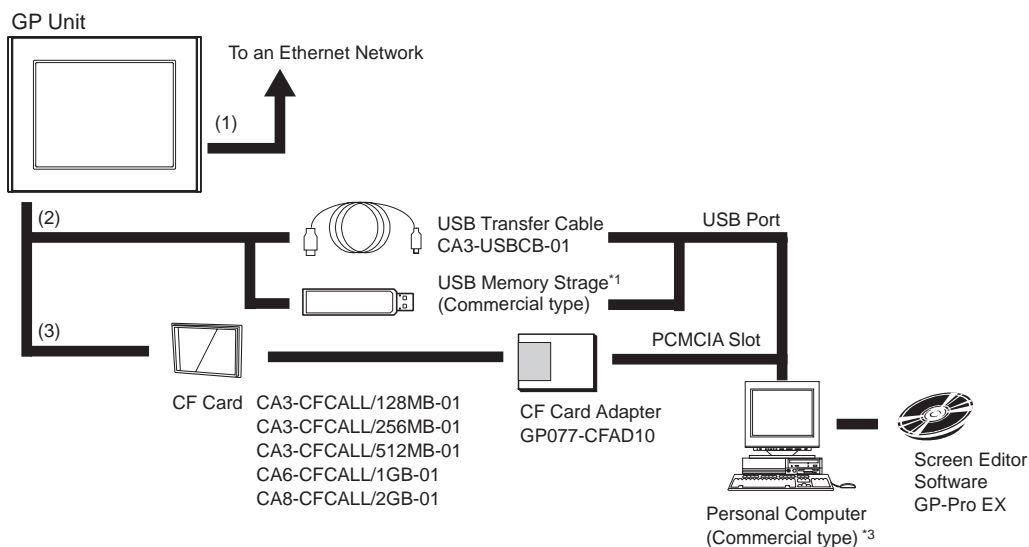 GP Unit
To an Ethernet Network
(1)
(2)
USB Transfer Cable
CA3-USBCB-01
USB Port
USB Memory Strage*1
(Commercial type)
(3)
PCMCIA Slot
CF Card
CA3-CFCALL/128MB-01
CA3-CFCALL/256MB-01
CA3-CFCALL/512MB-01
CA6-CFCALL/1GB-01
CA8-CFCALL/2GB-01
CF Card Adapter
GP077-CFAD10
Personal Computer
(Commercial type) *3
Screen Editor
Software
GP-Pro EX